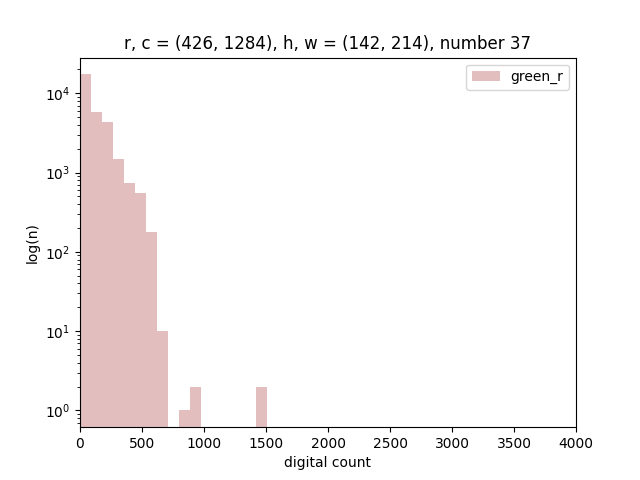 r, c = (426, 1284), h, w = (142, 214), number 37
green_r
10⁴
10³
10²
10¹
10⁰
log(n)
0 500 1000 1500 2000 2500 3000 3500 4000
digital count